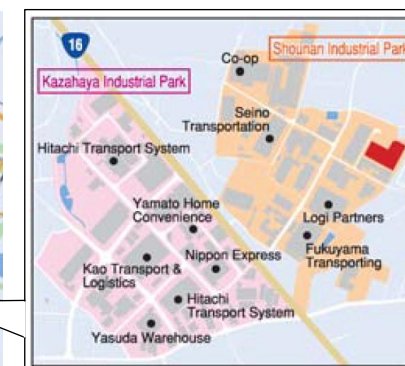 16
Co-op
Shounan Industrial Park
Kazahaya Industrial Park
Seino
Transportation
Hitachi Transport System
Yamato Home
Convenience
Logi Partners
Nippon Express
Fukuyama
Transporting
Kao Transport &
Logistics
Hitachi
Transport System
Yasuda Warehouse